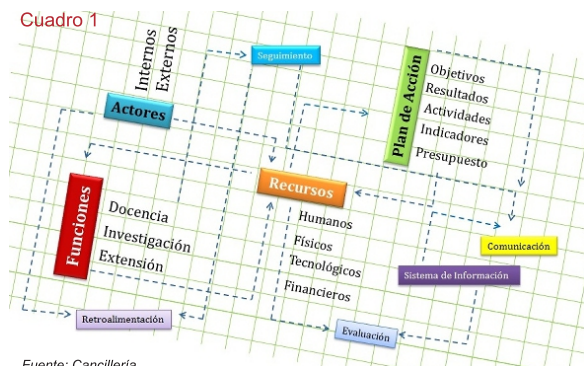 Cuadro 1
Internos
Externos
Actores
Seguimiento
Plan de Acción
Objetivos
Resultados
Actividades
Indicadores
Presupuesto
Funciones
Docencia
Investigación
Extensión
Recursos
Humanos
Físicos
Tecnológicos
Financieros
Comunicación
Sistema de Información
Retroalimentación
Evaluación
Fuente: Cancillería